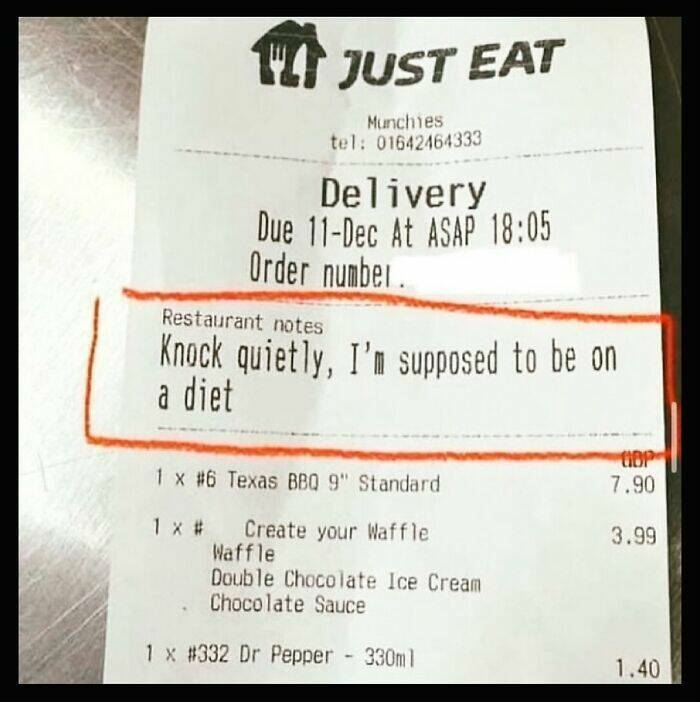 JUST EAT
Munchies
tel: 01642464333
Delivery
Due 11-Dec At ASAP 18:05
Order number.
Restaurant notes
Knock quietly, I'm supposed to be on
a diet
GBP
1 x #6 Texas BBQ 9" Standard 7.90
1 x # Create your Waffle 3.99
Waffle
Double Chocolate Ice Cream
Chocolate Sauce
1 x #332 Dr Pepper - 330ml 1.40